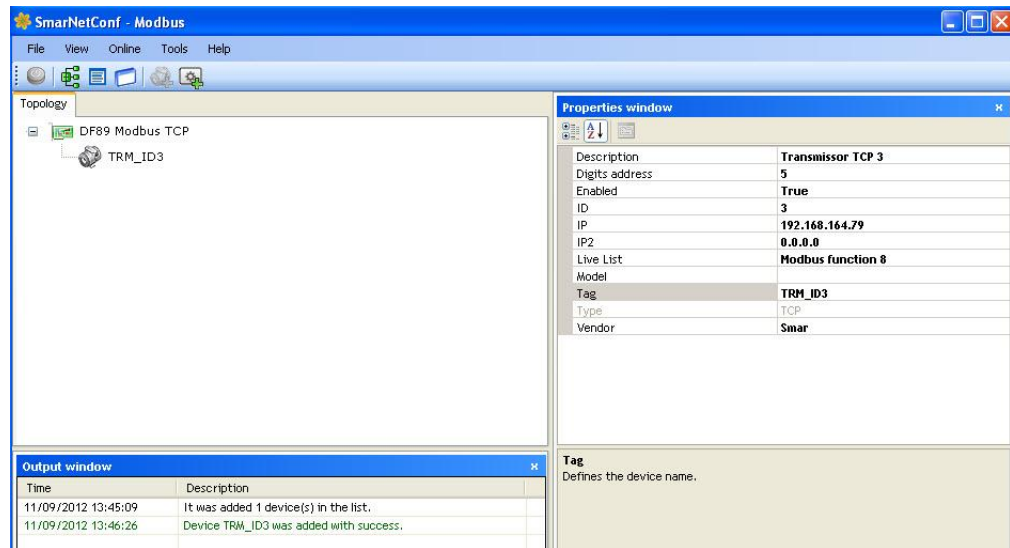 SmarNetConf - Modbus
File View Online Tools Help
Topology
DF89 Modbus TCP
TRM_ID3
Properties window
Description Transmissor TCP 3
Digits address 5
Enabled True
ID 3
IP 192.168.164.79
IP2 0.0.0.0
Live List Modbus function 8
Model
Tag TRM_ID3
Type TCP
Vendor Smar
Tag
Defines the device name.
Output window
Time Description
11/09/2012 13:45:09 It was added 1 device(s) in the list.
11/09/2012 13:46:26 Device TRM_ID3 was added with success.